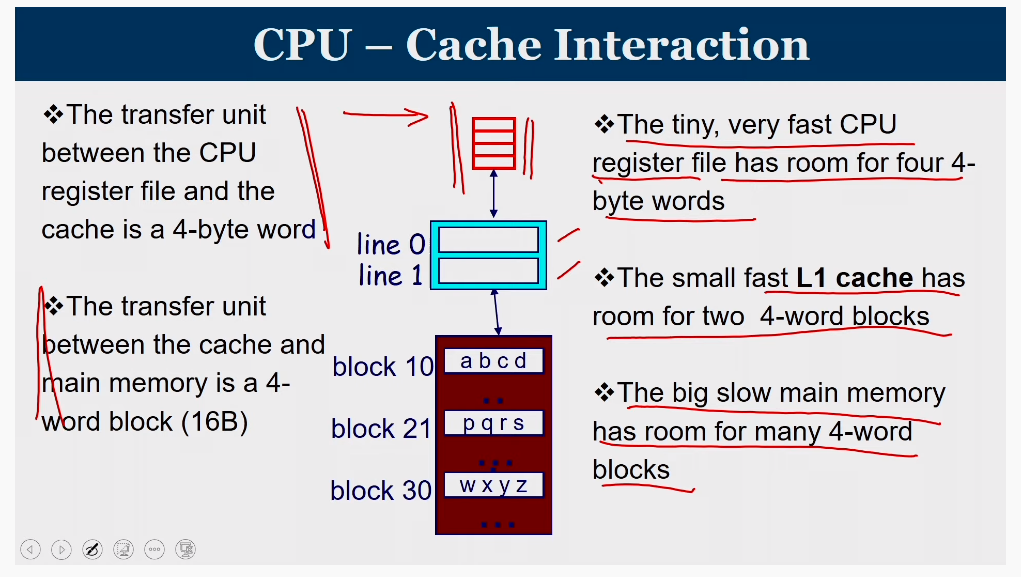 CPU – Cache Interaction
❖The transfer unit
between the CPU
register file and the
cache is a 4-byte word
❖The transfer unit
between the cache and
main memory is a 4-
word block (16B)
line 0
line 1
block 10
a b c d
• •
block 21
p q r s
• • •
block 30
w x y z
• • •
❖The tiny, very fast CPU
register file has room for four 4-
byte words
❖The small fast L1 cache has
room for two 4-word blocks
❖The big slow main memory
has room for many 4-word
blocks